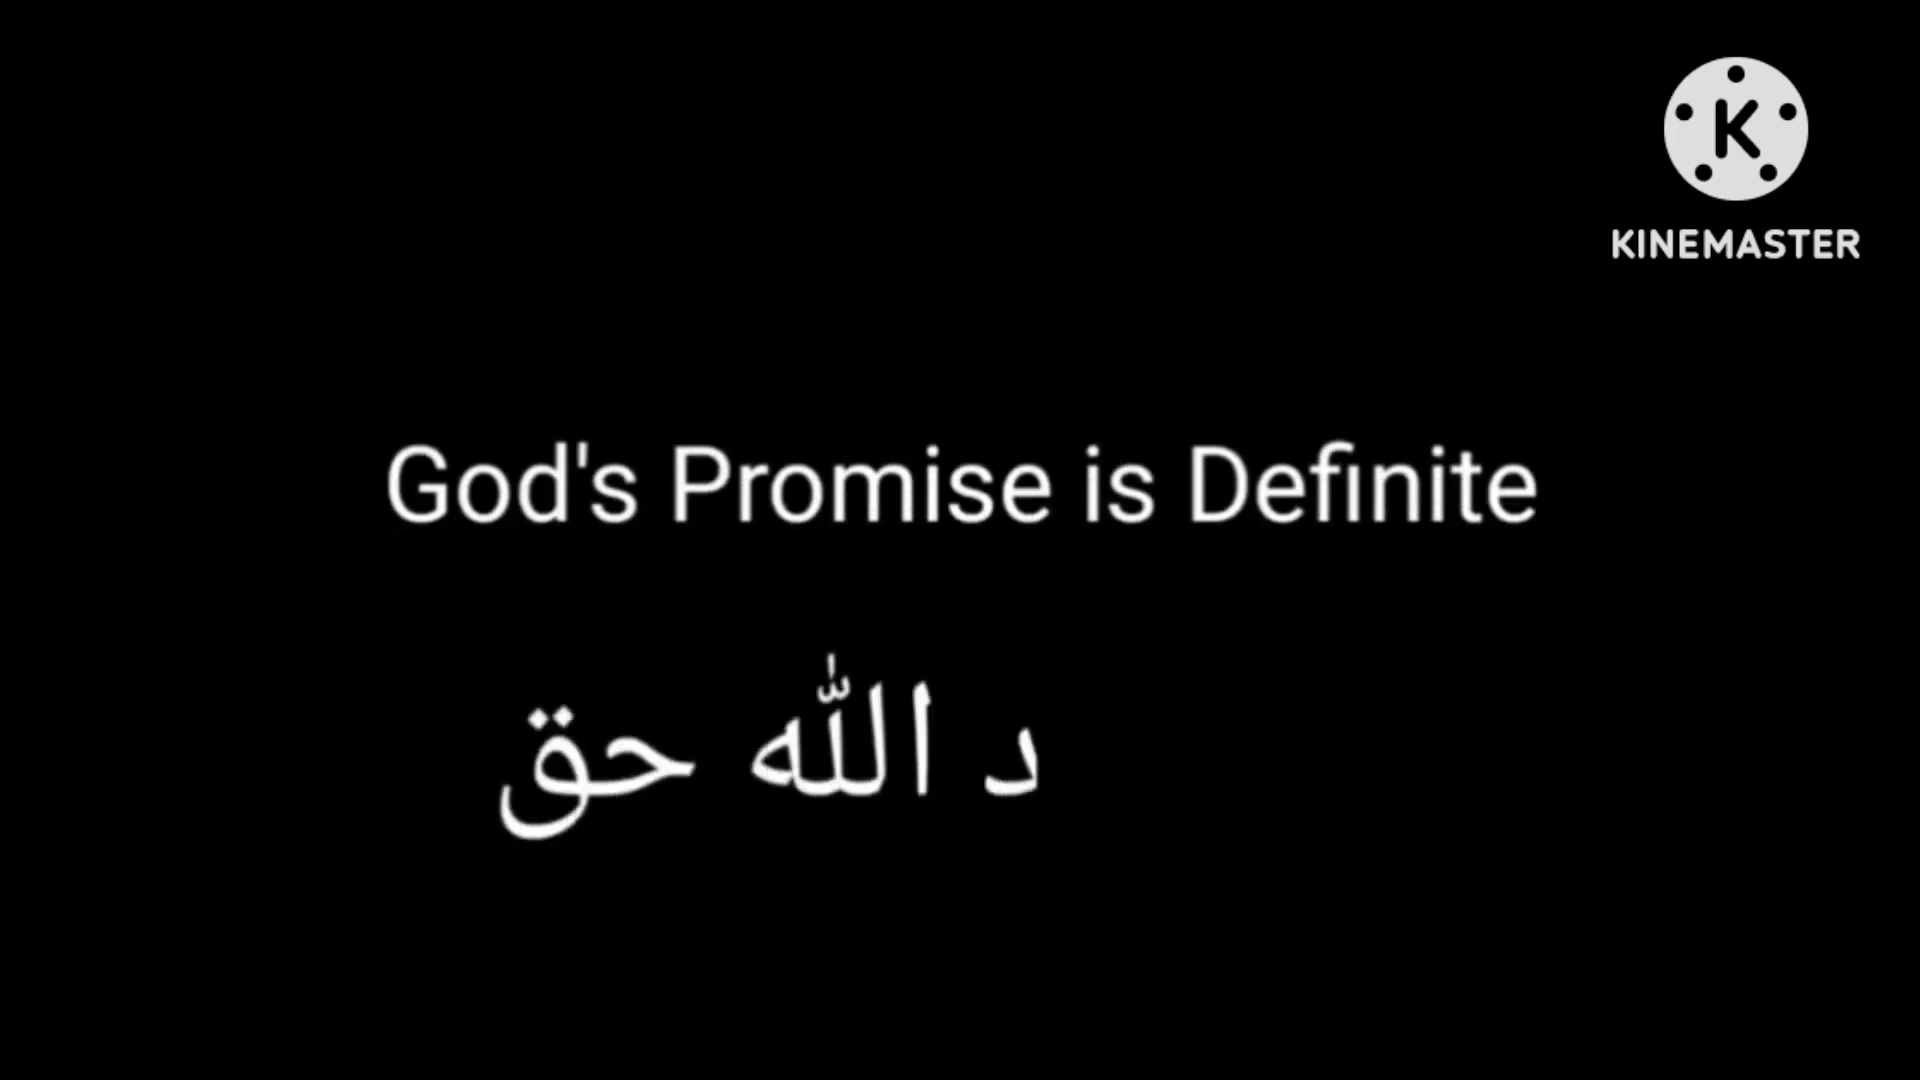 K
KINEMASTER
God's Promise is Definite
د الله حق